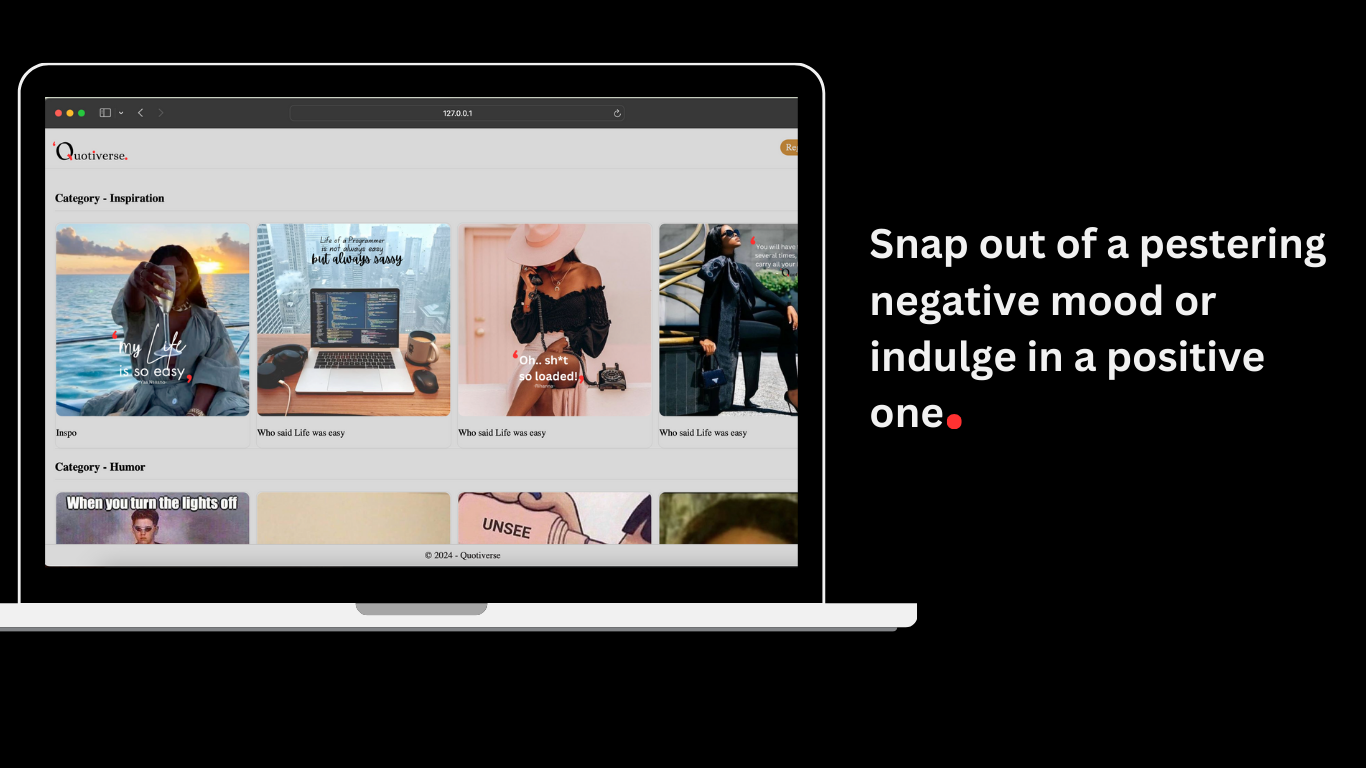 127.0.0.1
'Quotiverse.
Category - Inspiration
Life of a Programmer
is not always easy
but always sassy
You will have
several times,
carry all your
my Life
is so easy,
Oh.. sh*t
so loaded!,
Inspo
Who said Life was easy
Who said Life was easy
Who said Life was easy
Category - Humor
When you turn the lights off
UNSEE
© 2024 - Quotiverse
Snap out of a pestering
negative mood or
indulge in a positive
one.